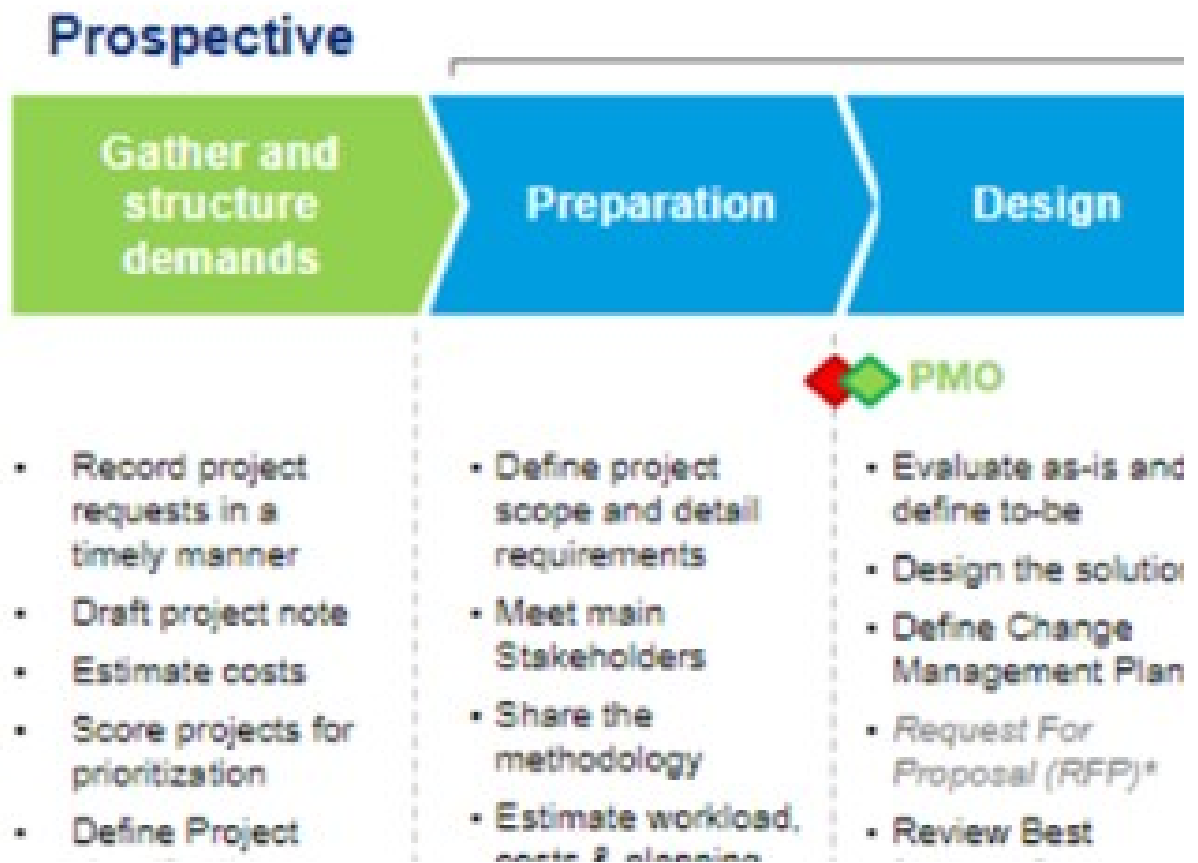 Prospective
Gather and
structure
demands
Preparation
Design
PMO
• Record project
requests in a
timely manner
• Draft project note
• Estimate costs
• Score projects for
prioritization
• Define Project
• Define project
scope and detail
requirements
• Meet main
Stakeholders
• Share the
methodology
• Estimate workload,
costs & planning
• Evaluate as-is and
define to-be
• Design the solution
• Define Change
Management Plan
• Request For
Proposal (RFP)*
• Review Best